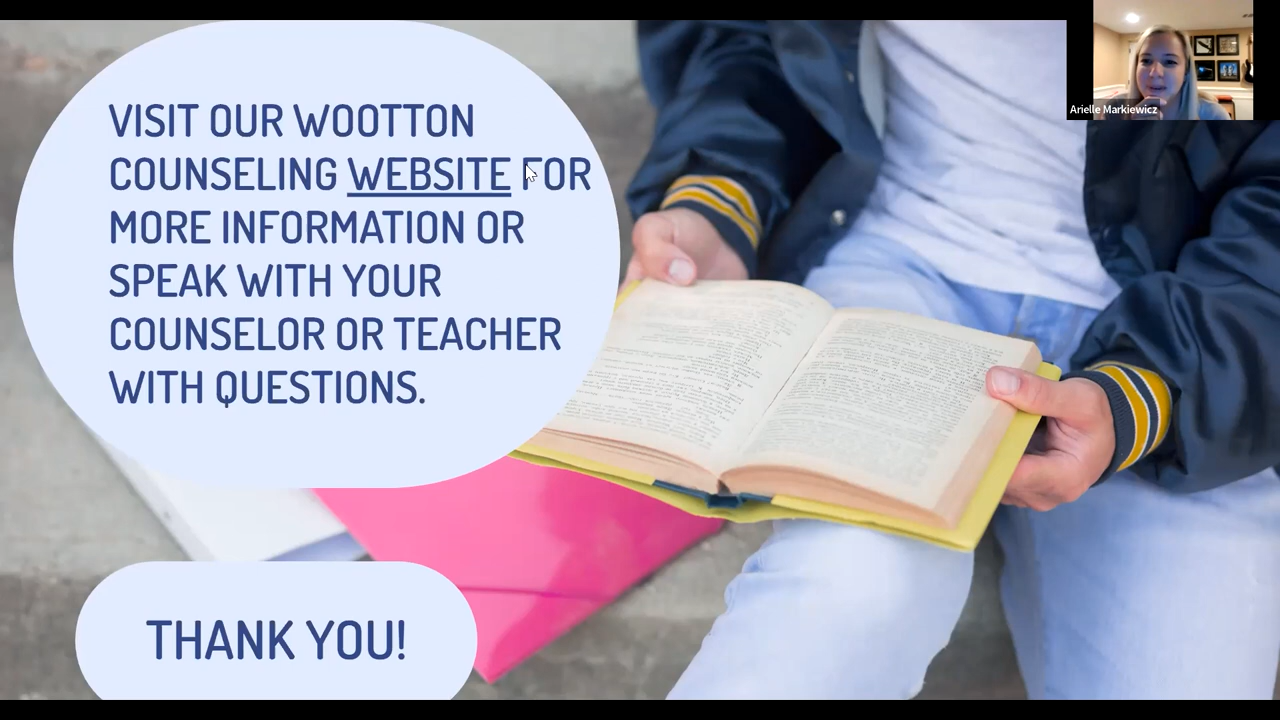 VISIT OUR WOOTTON
COUNSELING WEBSITE FOR
MORE INFORMATION OR
SPEAK WITH YOUR
COUNSELOR OR TEACHER
WITH QUESTIONS.
THANK YOU!
Arielle Markiewicz